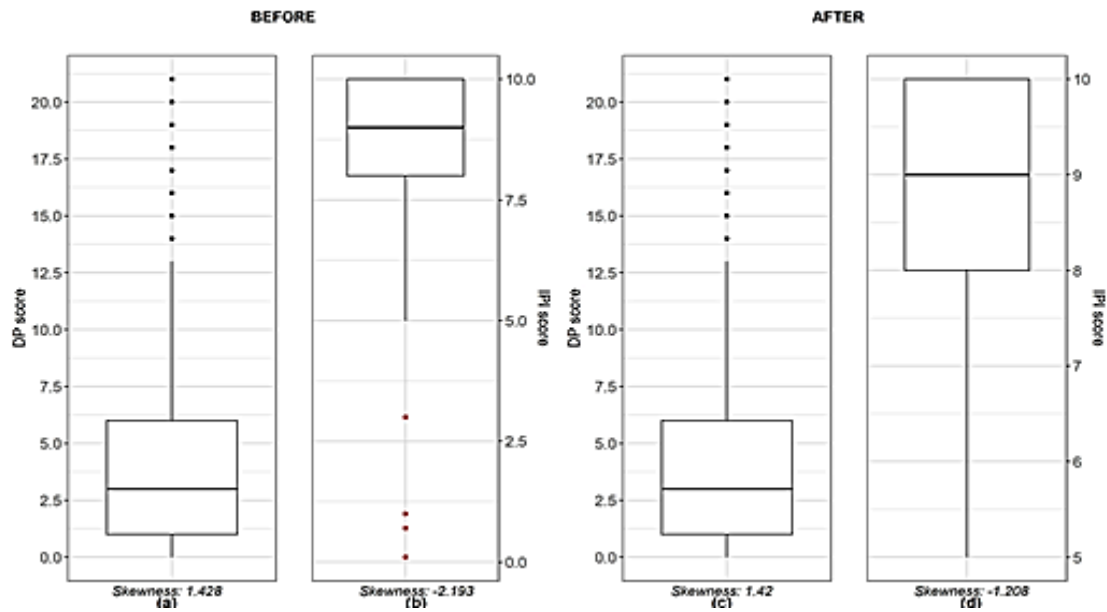 BEFORE
AFTER
DP score
20.0
17.5
15.0
12.5
10.0
7.5
5.0
2.5
0.0
Skewness: 1.428
(a)
IPI score
10.0
7.5
5.0
2.5
0.0
Skewness: -2.193
(b)
DP score
20.0
17.5
15.0
12.5
10.0
7.5
5.0
2.5
0.0
Skewness: 1.42
(c)
IPI score
10
9
8
7
6
5
Skewness: -1.208
(d)